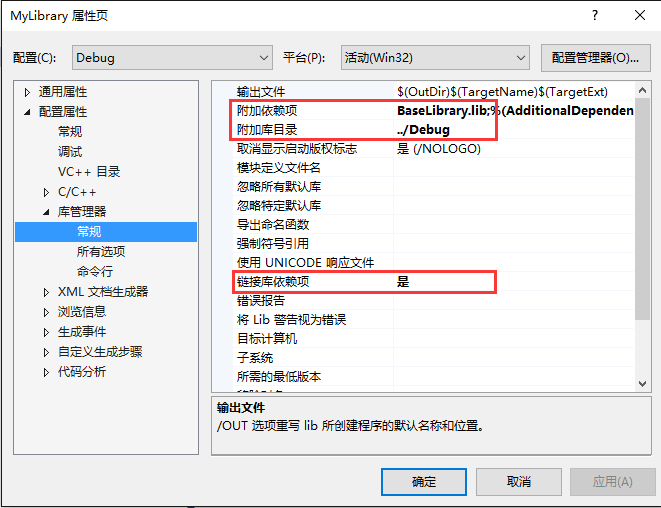 MyLibrary 属性页
配置(C):
Debug
平台(P):
活动(Win32)
配置管理器(O)...
通用属性
配置属性
常规
调试
VC++ 目录
C/C++
库管理器
常规
所有选项
命令行
XML 文档生成器
浏览信息
生成事件
自定义生成步骤
代码分析
输出文件 $(OutDir)$(TargetName)$(TargetExt)
附加依赖项 BaseLibrary.lib;%(AdditionalDependen
附加库目录 ../Debug
取消显示启动版权标志 是 (/NOLOGO)
模块定义文件名
忽略所有默认库
忽略特定默认库
导出命名函数
强制符号引用
使用 UNICODE 响应文件
链接库依赖项 是
错误报告
将 Lib 警告视为错误
目标计算机
子系统
所需的最低版本
输出文件
/OUT 选项重写 lib 所创建程序的默认名称和位置。
确定
取消
应用(A)